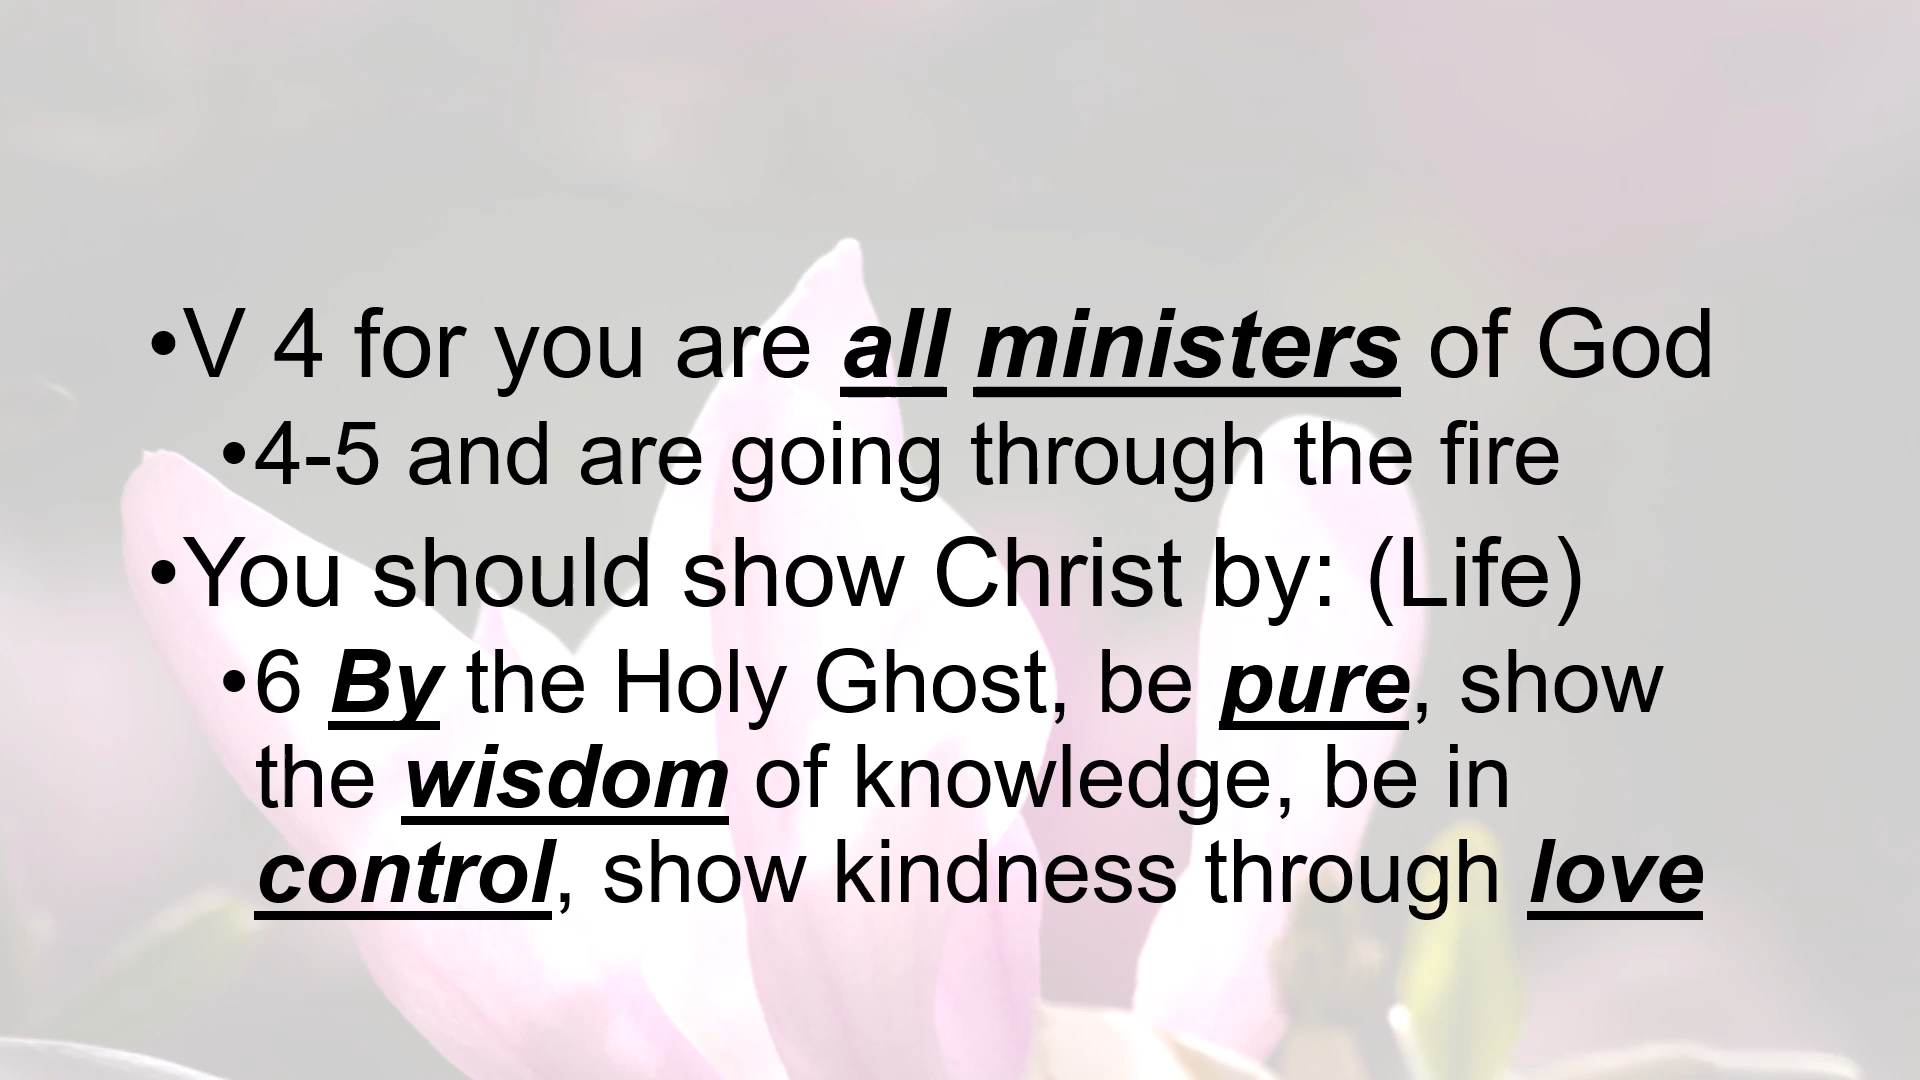 •V 4 for you are all ministers of God
•4-5 and are going through the fire
•You should show Christ by: (Life)
•6 By the Holy Ghost, be pure, show
the wisdom of knowledge, be in
control, show kindness through love